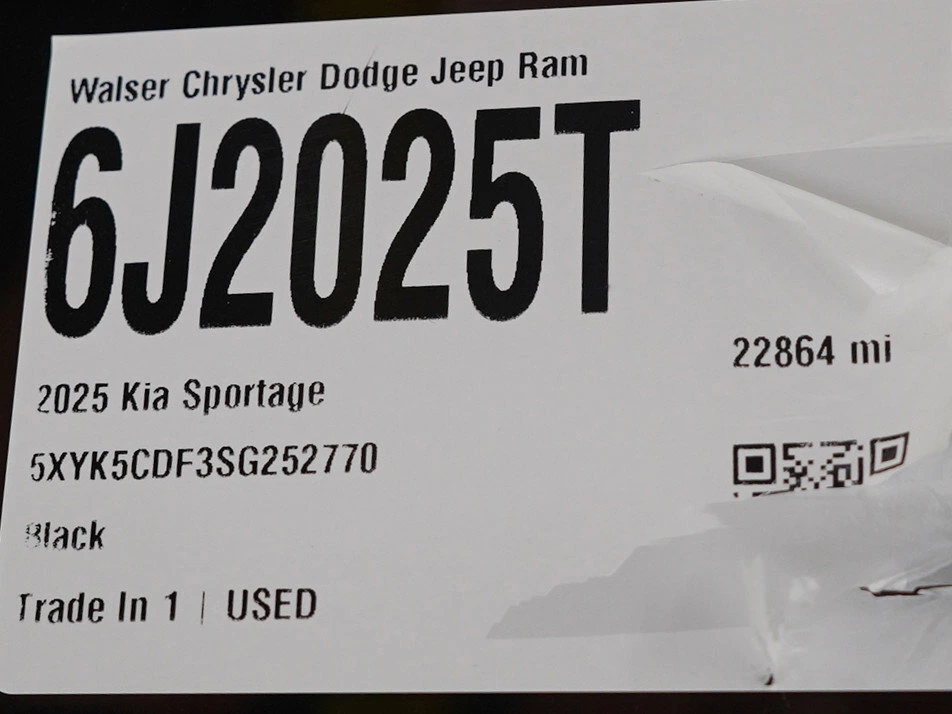 Walser Chrysler Dodge Jeep Ram
6J2025T
22864 mi
2025 Kia Sportage
5XYK5CDF3SG252770
Black
Trade In 1 | USED